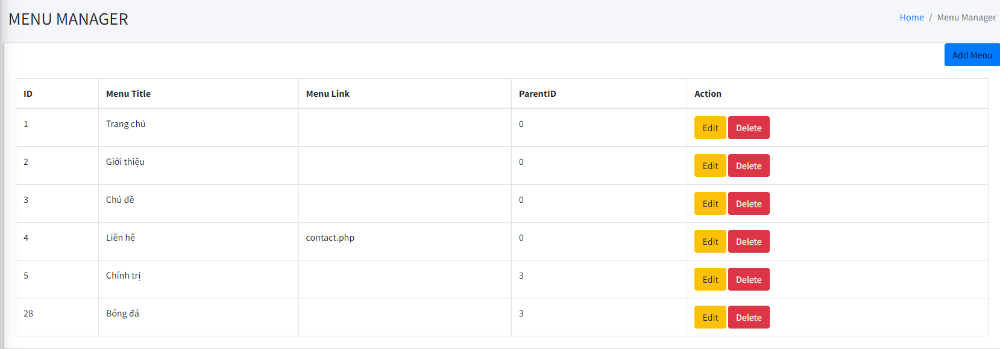 MENU MANAGER
Home / Menu Manager
Add Menu
ID Menu Title Menu Link ParentID Action
1 Trang chủ 0 Edit Delete
2 Giới thiệu 0 Edit Delete
3 Chủ đề 0 Edit Delete
4 Liên hệ contact.php 0 Edit Delete
5 Chính trị 3 Edit Delete
28 Bóng đá 3 Edit Delete